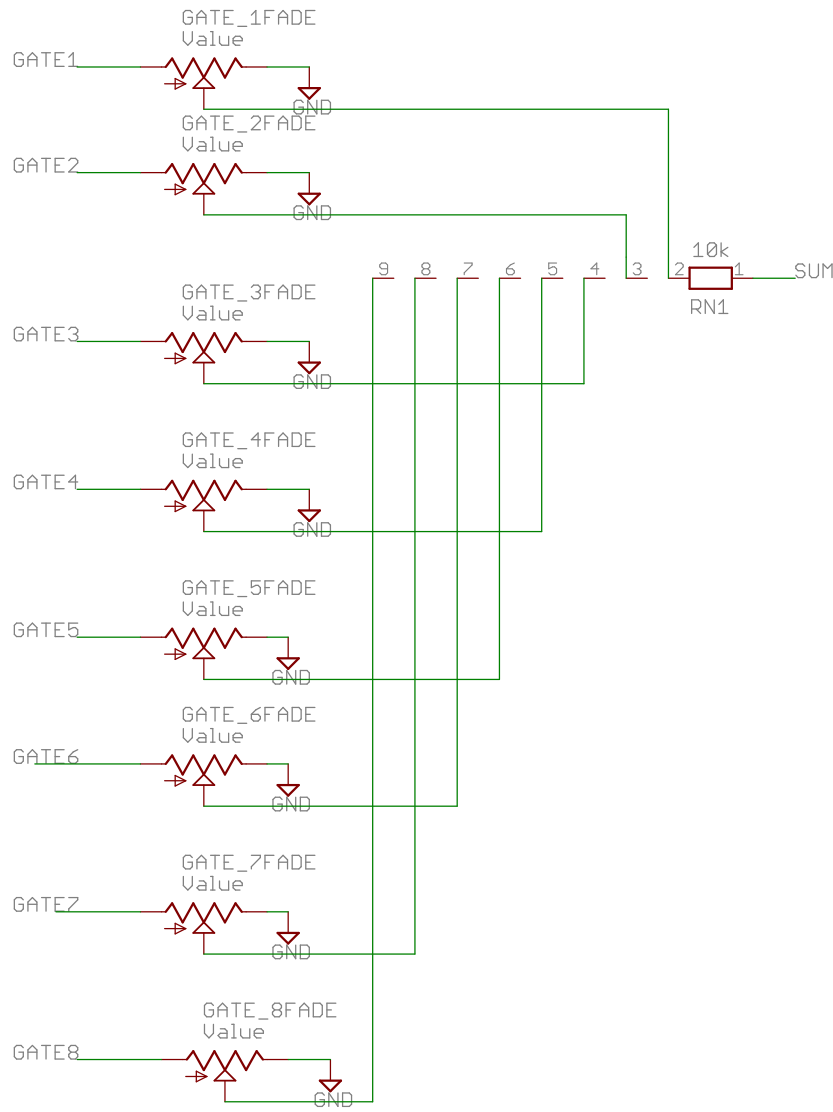 GATE_1FADE
Value
GATE1
GND
GATE_2FADE
Value
GATE2
GND
10k
9 8 7 6 5 4 3 2 1 SUM
RN1
GATE_3FADE
Value
GATE3
GND
GATE_4FADE
Value
GATE4
GND
GATE_5FADE
Value
GATE5
GND
GATE_6FADE
Value
GATE6
GND
GATE_7FADE
Value
GATE7
GND
GATE_8FADE
Value
GATE8
GND